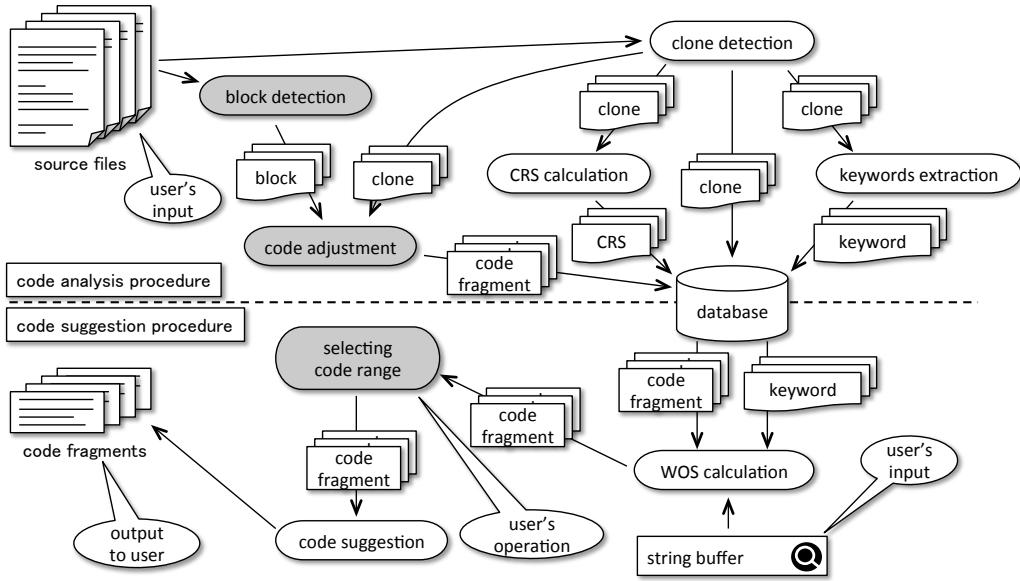 clone detection
block detection
clone
clone
source files
CRS calculation
keywords extraction
block
clone
clone
user's
input
CRS
keyword
code adjustment
code
fragment
code analysis procedure
database
code suggestion procedure
selecting
code range
code
fragment
keyword
code
fragment
code fragments
code
fragment
WOS calculation
user's
input
output
to user
code suggestion
user's
operation
string buffer